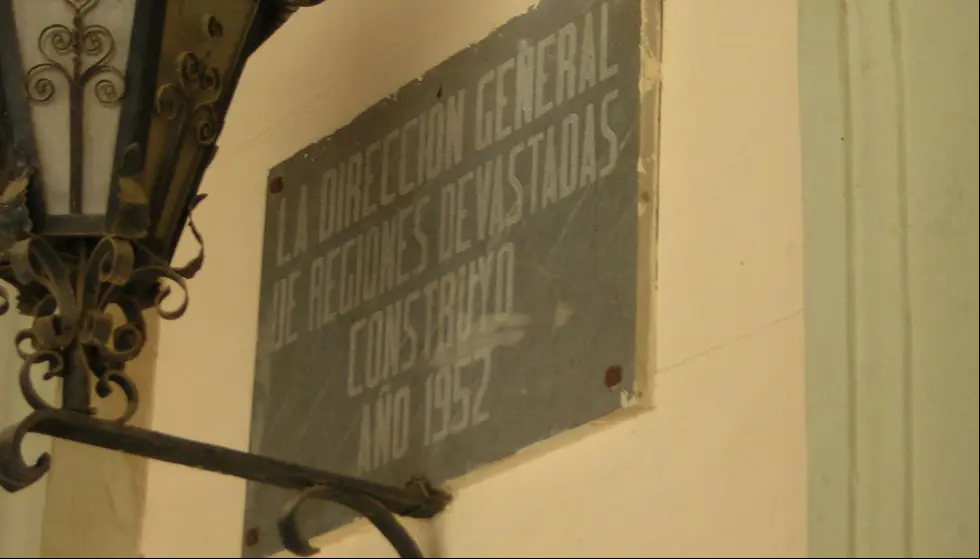 LA DIRECCION GENERAL
DE REGIONES DEVASTADAS
CONSTRUYO
AÑO 1952